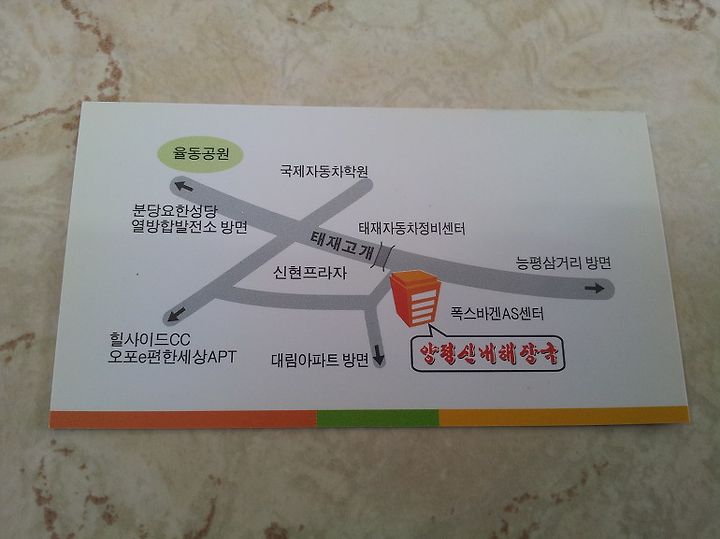 율동공원
국제자동차학원
분당요한성당
열방합발전소 방면
태재고개
태재자동차정비센터
신현프라자
능평삼거리 방면
폭스바겐AS센터
힐사이드CC
오포e편한세상APT
대림아파트 방면
양평신내해장국